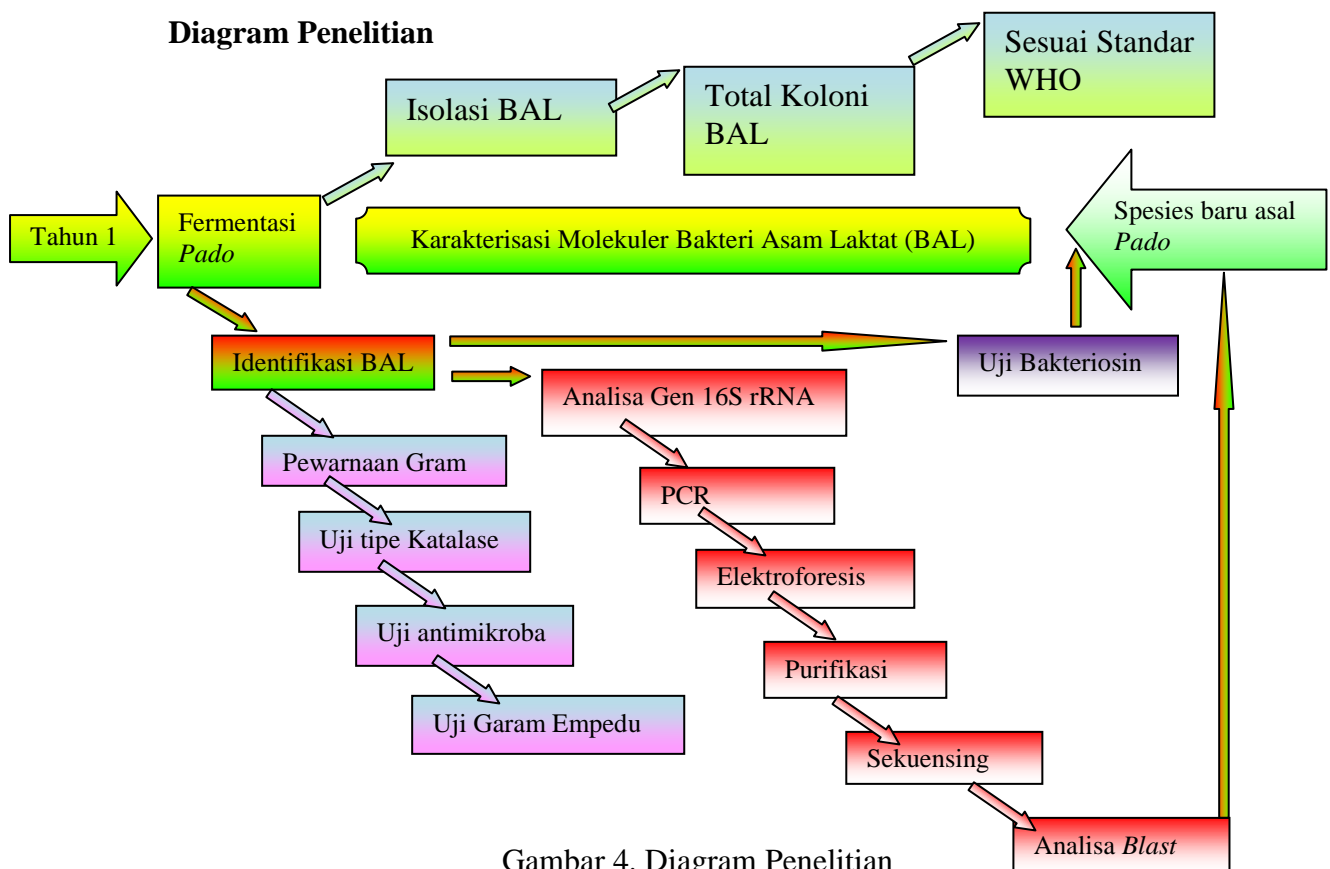 Diagram Penelitian
Sesuai Standar
WHO
Isolasi BAL
Total Koloni
BAL
Tahun 1
Fermentasi
Pado
Karakterisasi Molekuler Bakteri Asam Laktat (BAL)
Spesies baru asal
Pado
Identifikasi BAL
Uji Bakteriosin
Analisa Gen 16S rRNA
Pewarnaan Gram
PCR
Uji tipe Katalase
Elektroforesis
Uji antimikroba
Purifikasi
Uji Garam Empedu
Sekuensing
Analisa Blast
Gambar 4. Diagram Penelitian